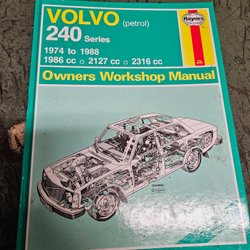 VOLVO (petrol)
240 Series
Haynes
1974 to 1988
1986 cc □ 2127 cc □ 2316 cc
Owners Workshop Manual